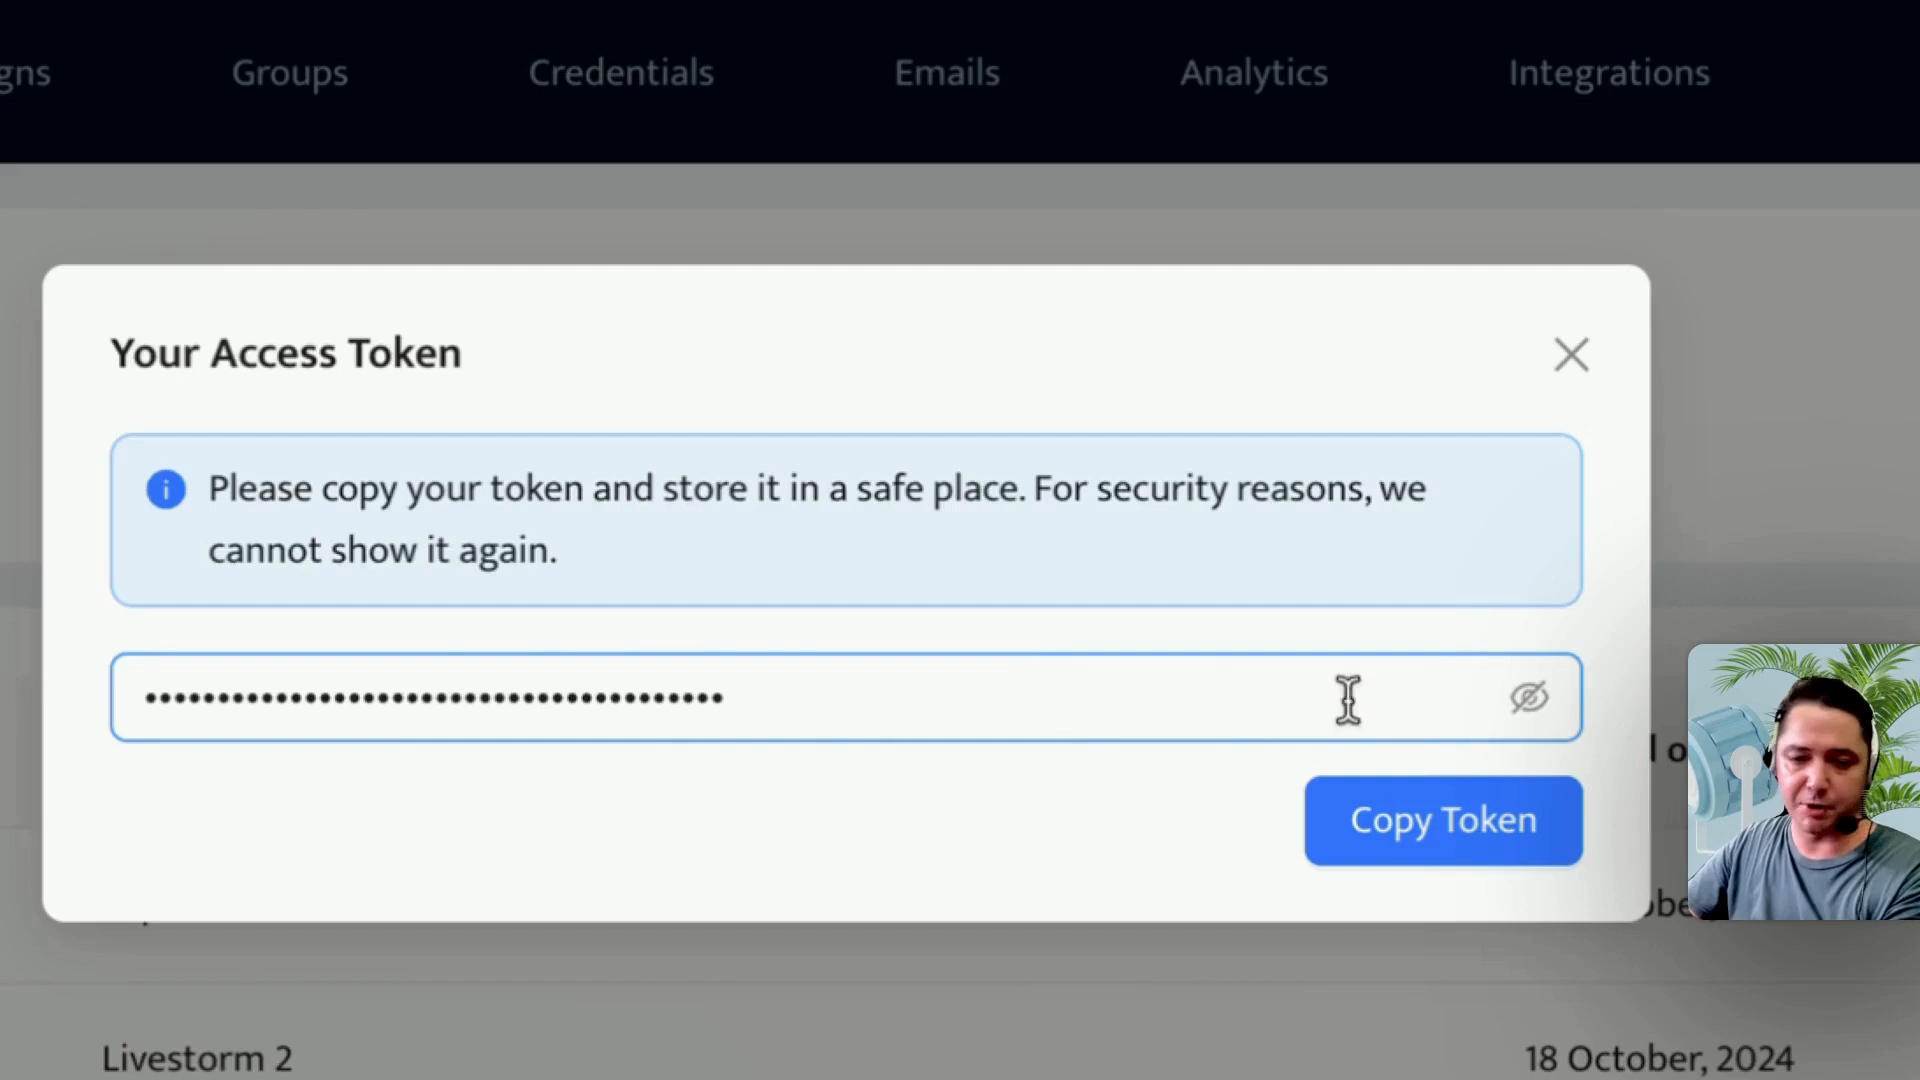 gns Groups Credentials Emails Analytics Integrations
Your Access Token
Please copy your token and store it in a safe place. For security reasons, we
cannot show it again.
Copy Token
Livestorm 2 18 October, 2024